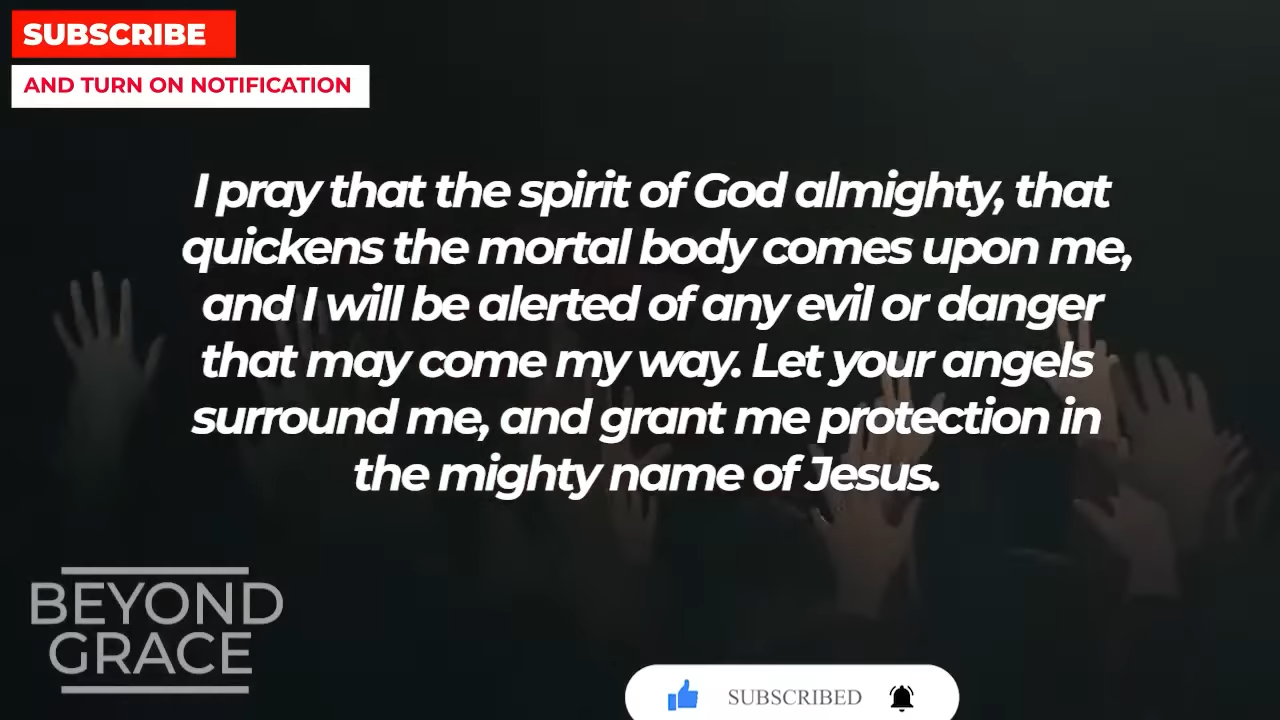 SUBSCRIBE
AND TURN ON NOTIFICATION
I pray that the spirit of God almighty, that
quickens the mortal body comes upon me,
and I will be alerted of any evil or danger
that may come my way. Let your angels
surround me, and grant me protection in
the mighty name of Jesus.
BEYOND
GRACE
SUBSCRIBED